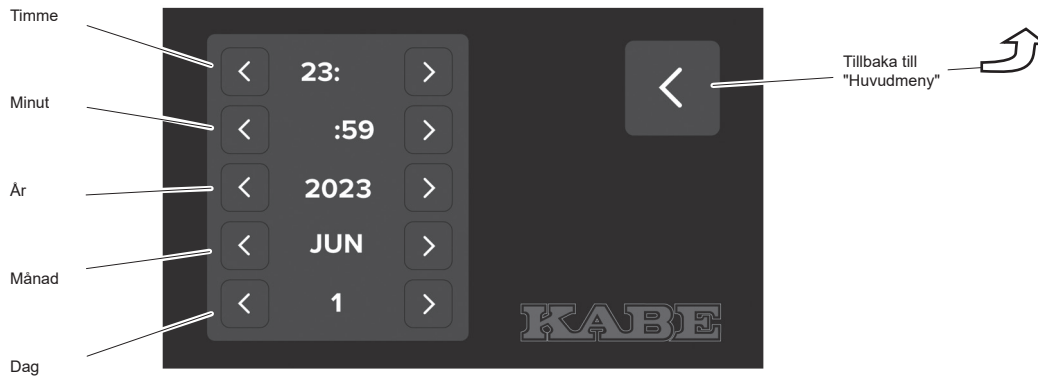 Timme
Minut
År
Månad
Dag
23:
:59
2023
JUN
1
Tillbaka till
"Huvudmeny"
KABE